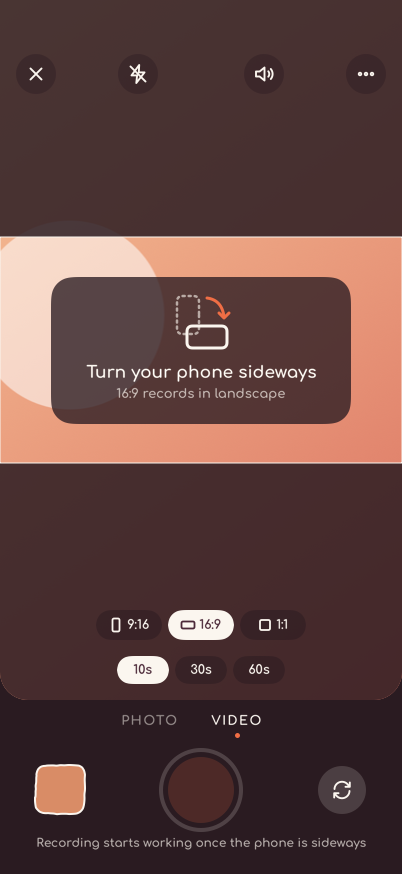 Turn your phone sideways
16:9 records in landscape
9:16 16:9 1:1
10s 30s 60s
PHOTO VIDEO
Recording starts working once the phone is sideways